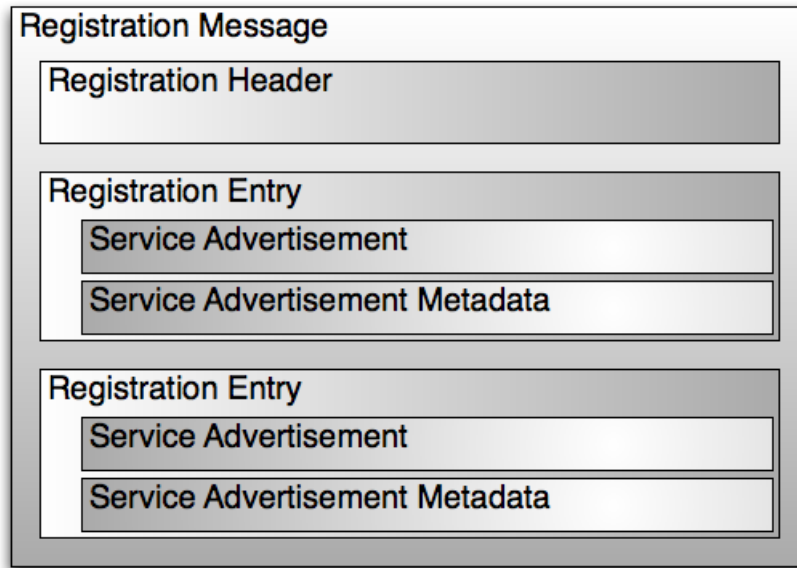 Registration Message
Registration Header
Registration Entry
Service Advertisement
Service Advertisement Metadata
Registration Entry
Service Advertisement
Service Advertisement Metadata